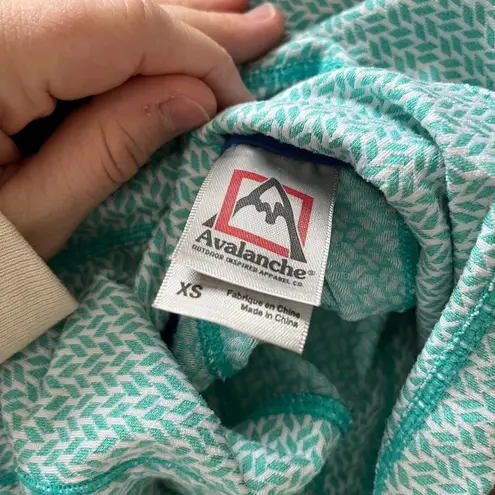 Avalanche®
OUTDOOR INSPIRED APPAREL CO.
XS
Fabriqué en Chine
Made in China